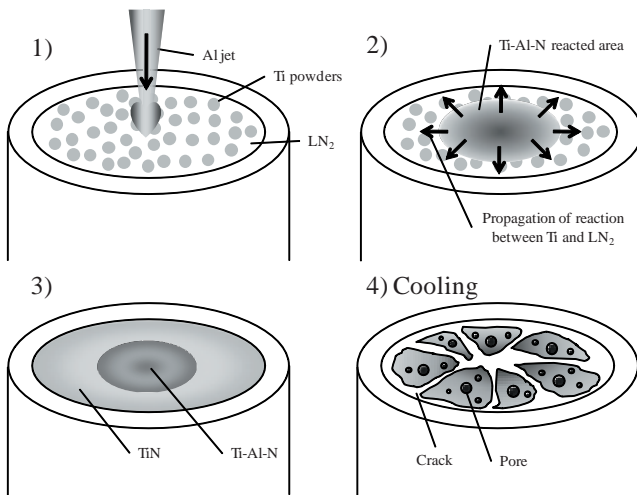 1)
Al jet
Ti powders
LN₂
2)
Ti-Al-N reacted area
Propagation of reaction
between Ti and LN₂
3)
TiN
Ti-Al-N
4) Cooling
Crack
Pore